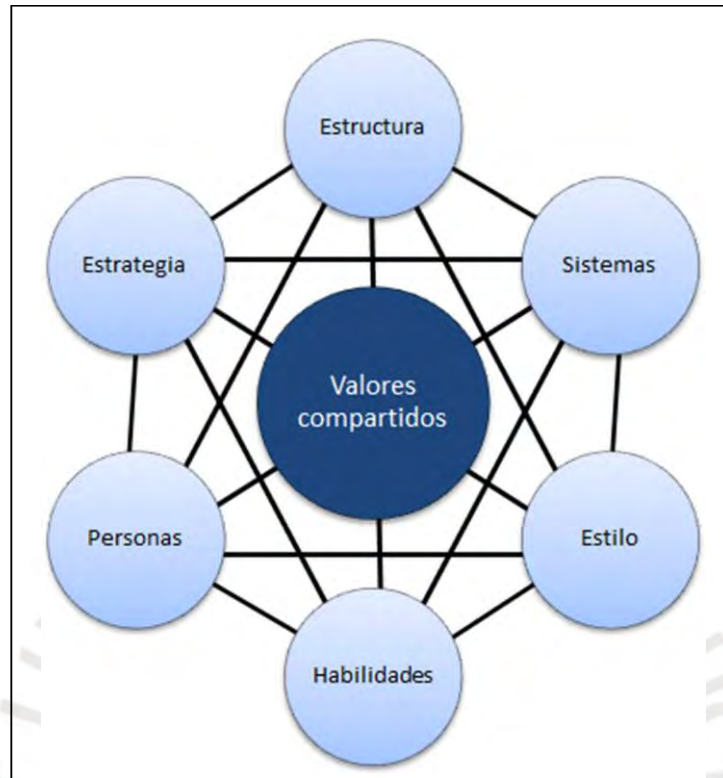 Estructura
Estrategia
Sistemas
Valores
compartidos
Personas
Estilo
Habilidades